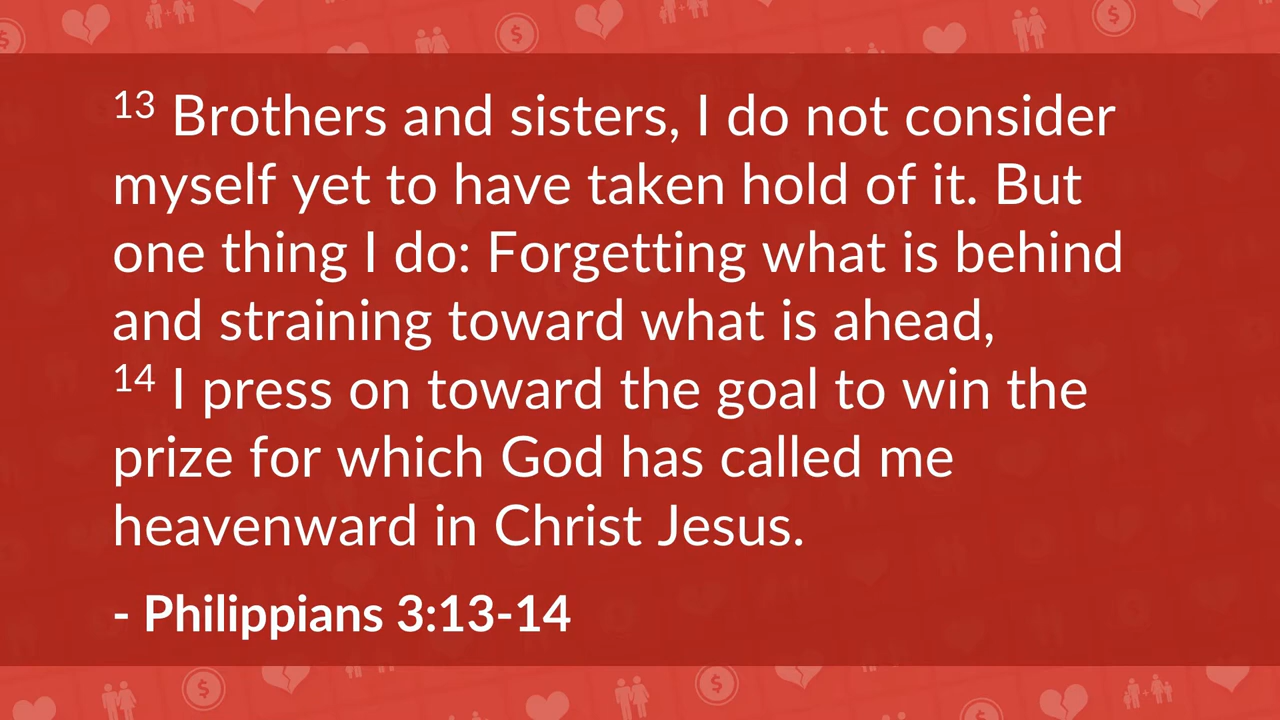 13 Brothers and sisters, I do not consider
myself yet to have taken hold of it. But
one thing I do: Forgetting what is behind
and straining toward what is ahead,
14 I press on toward the goal to win the
prize for which God has called me
heavenward in Christ Jesus.
- Philippians 3:13-14